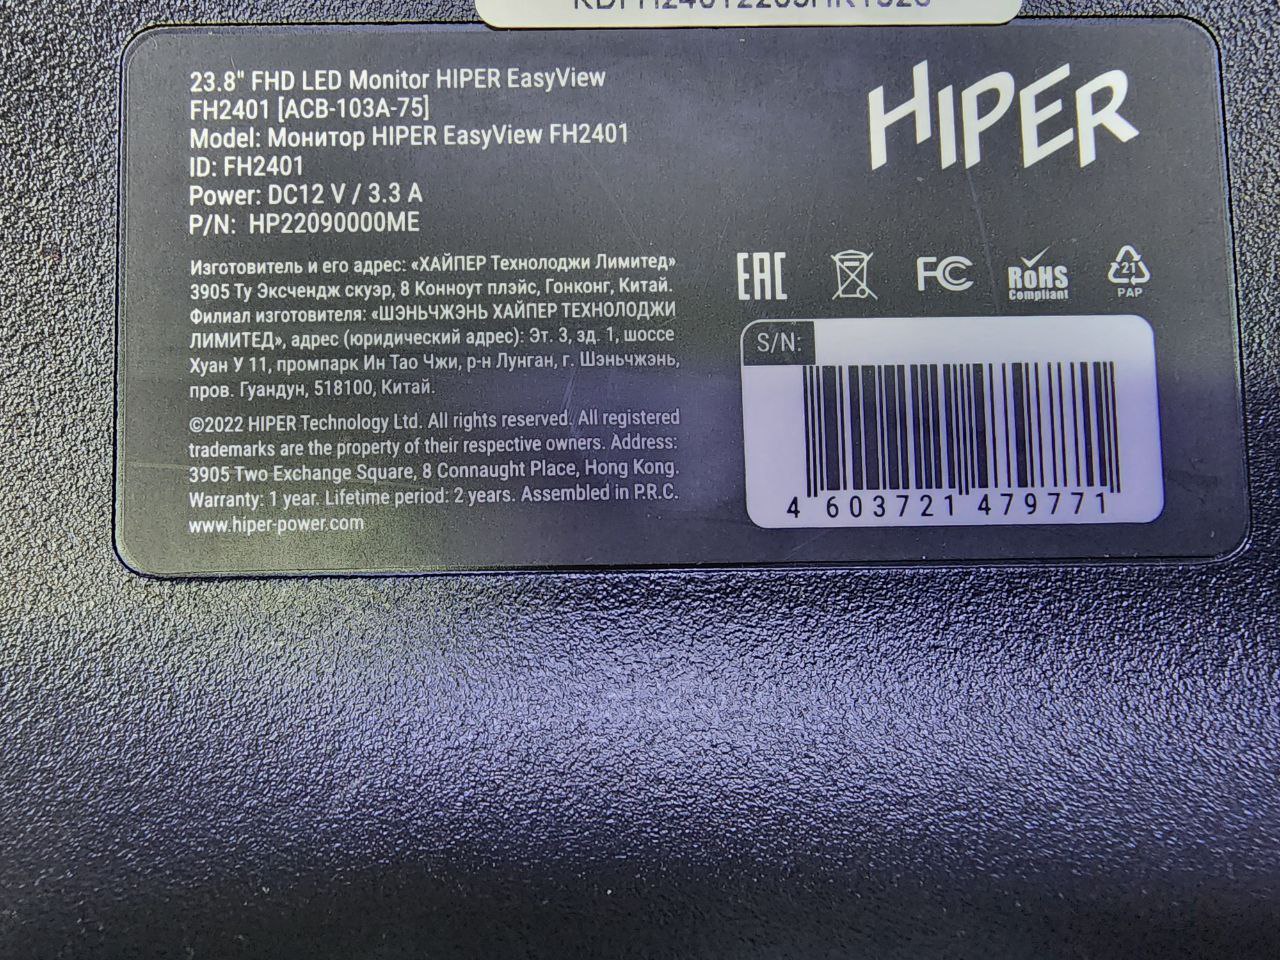 23.8" FHD LED Monitor HIPER EasyView
FH2401 [ACB-103A-75]
Model: Монитор HIPER EasyView FH2401
ID: FH2401
Power: DC12 V / 3.3 A
P/N: HP22090000ME
Изготовитель и его адрес: «ХАЙПЕР Технолоджи Лимитед»
3905 Ту Эксчендж скуэр, 8 Конноут плэйс, Гонконг, Китай.
Филиал изготовителя: «ШЭНЬЧЖЭНЬ ХАЙПЕР ТЕХНОЛОДЖИ
ЛИМИТЕД», адрес (юридический адрес): Эт. 3, зд. 1, шоссе
Хуан У 11, промпарк Ин Тао Чжи, р-н Лунган, г. Шэньчжэнь,
пров. Гуандун, 518100, Китай.
©2022 HIPER Technology Ltd. All rights reserved. All registered
trademarks are the property of their respective owners. Address:
3905 Two Exchange Square, 8 Connaught Place, Hong Kong.
Warranty: 1 year. Lifetime period: 2 years. Assembled in P.R.C.
www.hiper-power.com
HIPER
EAC
FC
RoHS
Compliant
21
PAP
S/N:
4 603721 479771